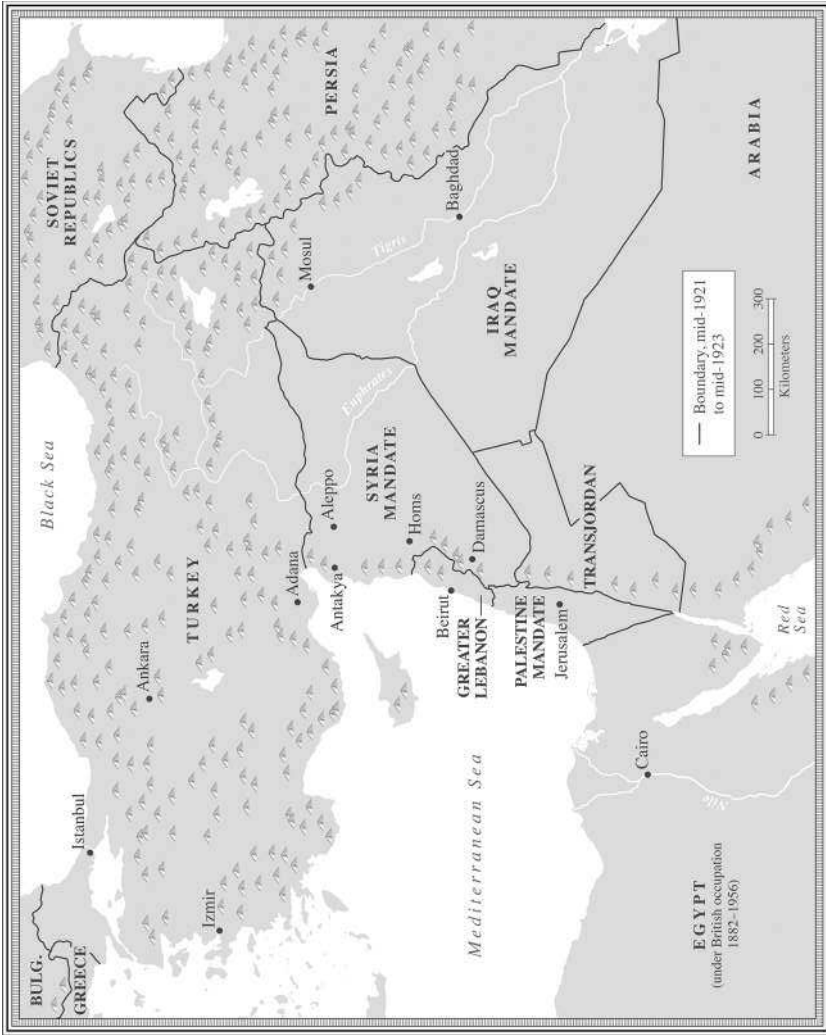 BULG.
GREECE
Istanbul
Izmir
Ankara
TURKEY
Black Sea
SOVIET
REPUBLICS
PERSIA
Adana
Antakya
Aleppo
Euphrates
Tigris
Mosul
SYRIA
MANDATE
Homs
Damascus
Beirut
GREATER
LEBANON
Mediterranean Sea
IRAQ
MANDATE
Baghdad
PALESTINE
MANDATE
Jerusalem
TRANSJORDAN
ARABIA
Cairo
Nile
EGYPT
(under British occupation
1882–1956)
Red
Sea
Boundary, mid-1921
to mid-1923
0 100 200 300
Kilometers